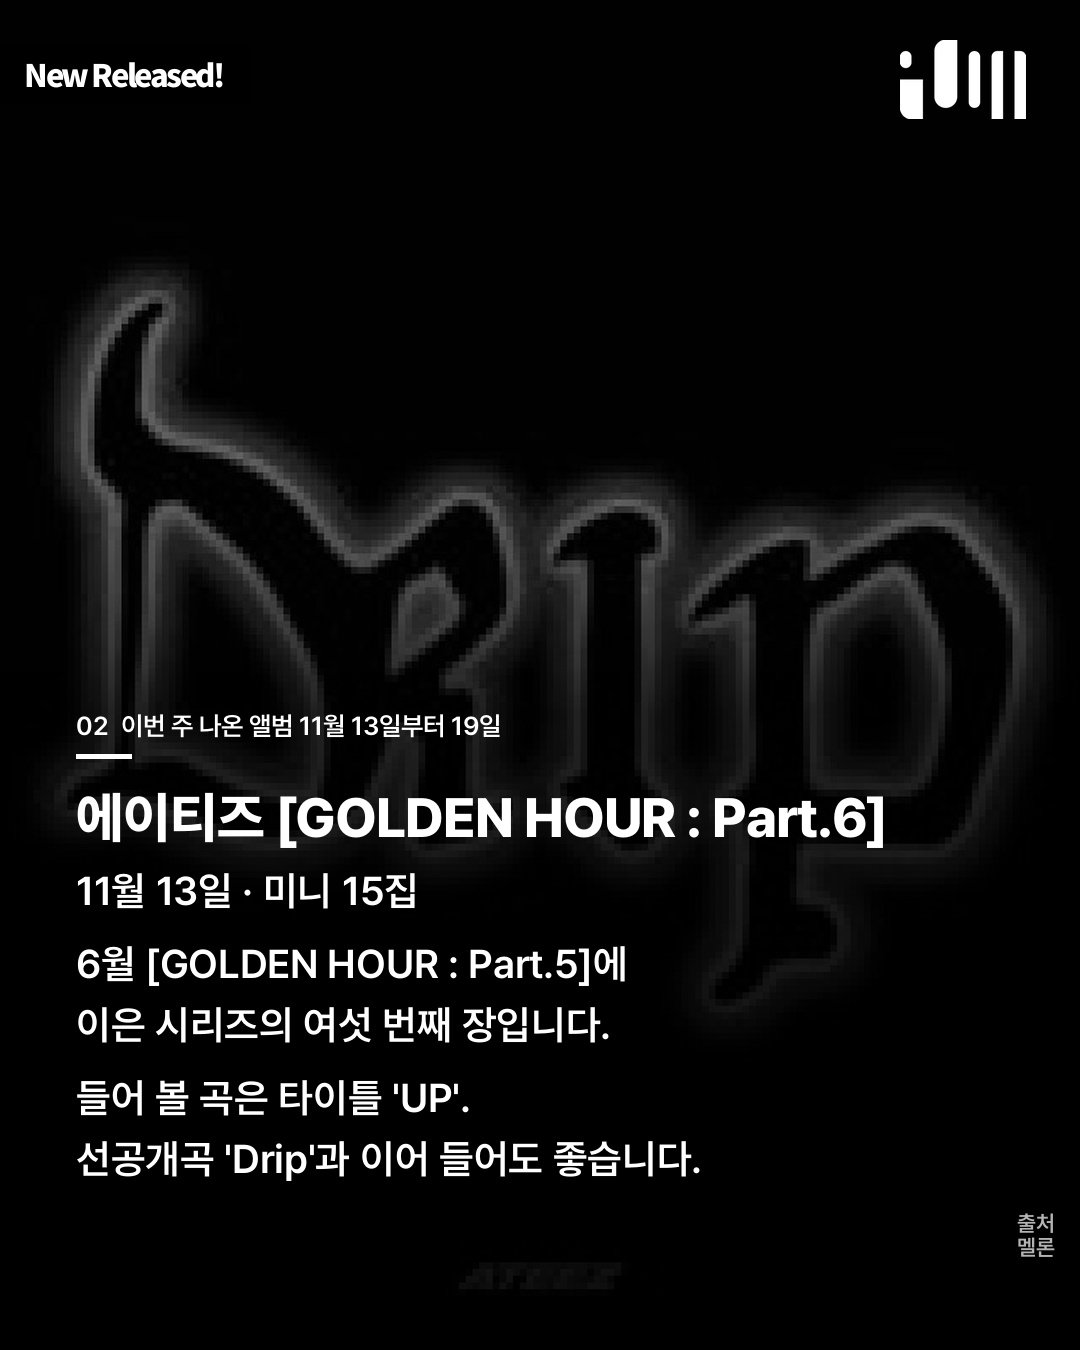 New Released!
Drip
02 이번 주 나온 앨범 11월 13일부터 19일
에이티즈 [GOLDEN HOUR : Part.6]
11월 13일 · 미니 15집
6월 [GOLDEN HOUR : Part.5]에
이은 시리즈의 여섯 번째 장입니다.
들어 볼 곡은 타이틀 'UP'.
선공개곡 'Drip'과 이어 들어도 좋습니다.
출처
멜론
ATEEZ